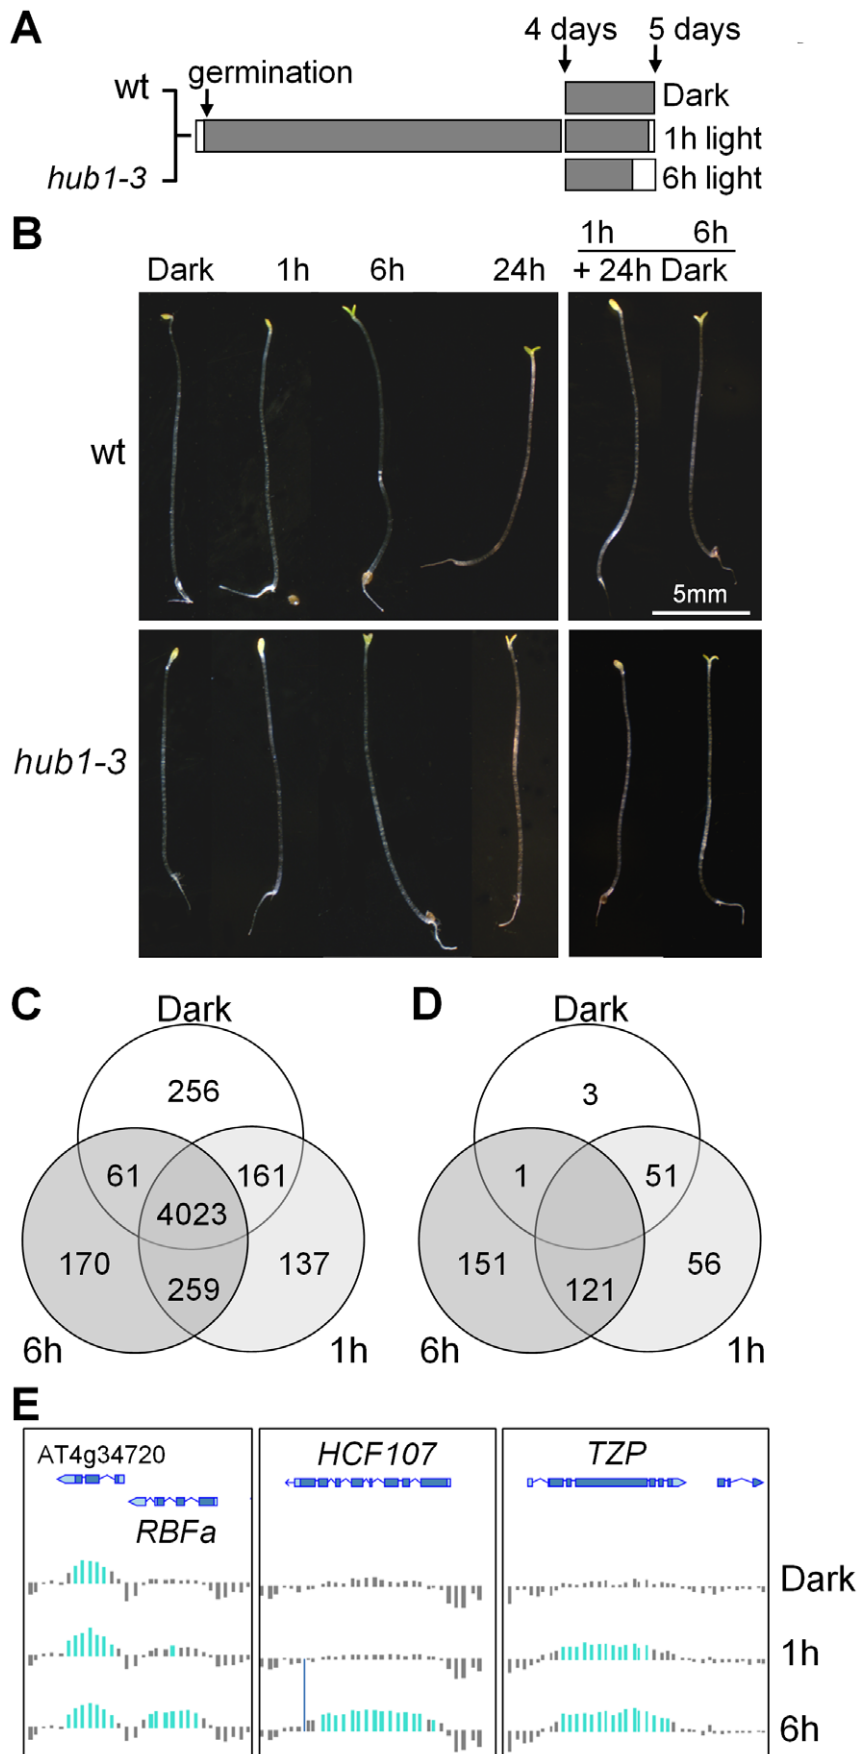 A
4 days
5 days
germination
wt
Dark
1h light
hub1-3
6h light
B
1h
6h
Dark
1h
6h
24h
+ 24h Dark
wt
5mm
hub1-3
C
D
Dark
Dark
256
3
61
161
1
51
4023
170
137
151
56
259
121
6h
1h
6h
1h
E
AT4g34720
HCF107
TZP
RBFa
Dark
1h
6h